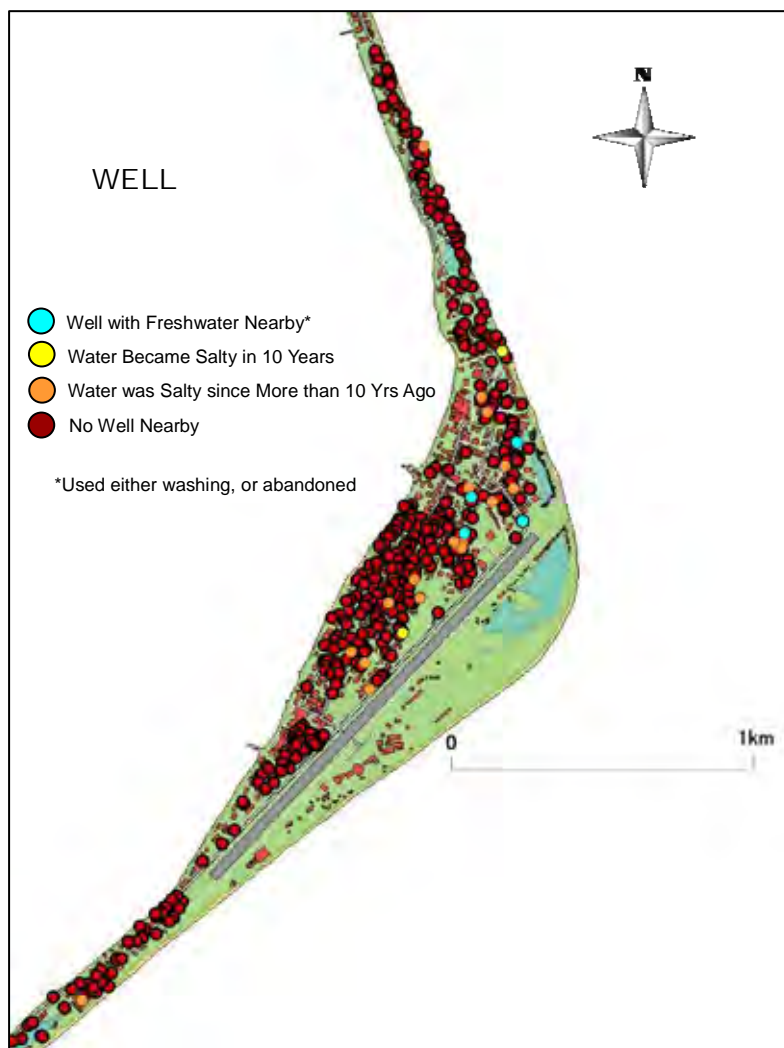 N
WELL
Well with Freshwater Nearby*
Water Became Salty in 10 Years
Water was Salty since More than 10 Yrs Ago
No Well Nearby
*Used either washing, or abandoned
0 1km